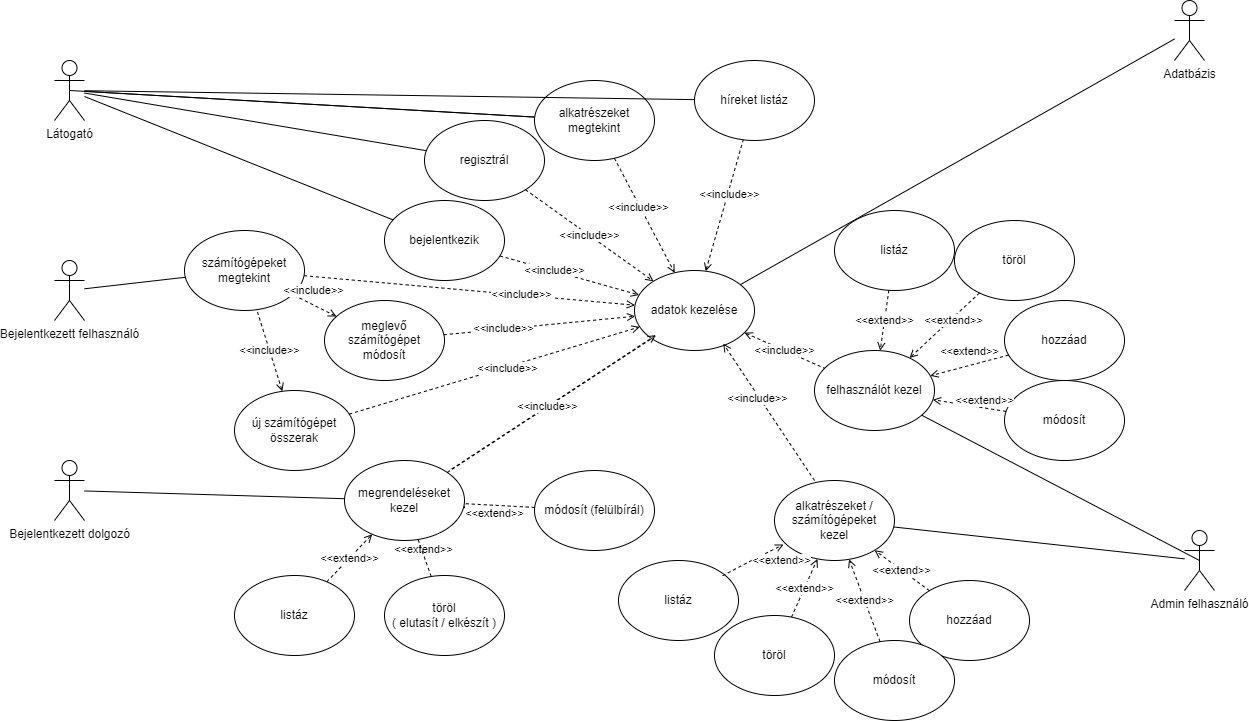 Adatbázis
Látogató
híreket listáz
alkatrészeket
megtekint
regisztrál
<<include>>
<<include>>
bejelentkezik
<<include>>
listáz
töröl
számítógépeket
megtekint
<<include>>
<<include>>
<<include>>
Bejelentkezett felhasználó
adatok kezelése
<<extend>>
<<extend>>
meglevő
számítógépet
módosít
<<include>>
hozzáad
<<include>>
<<include>>
<<extend>>
<<include>>
felhasználót kezel
<<extend>>
<<include>>
<<include>>
módosít
új számítógépet
összerak
megrendeléseket
kezel
módosít (felülbírál)
<<extend>>
alkatrészeket /
számítógépeket
kezel
Bejelentkezett dolgozó
<<extend>>
<<extend>>
<<extend>>
<<extend>>
<<extend>>
<<extend>>
listáz
töröl
( elutasít / elkészít )
listáz
hozzáad
Admin felhasználó
töröl
módosít